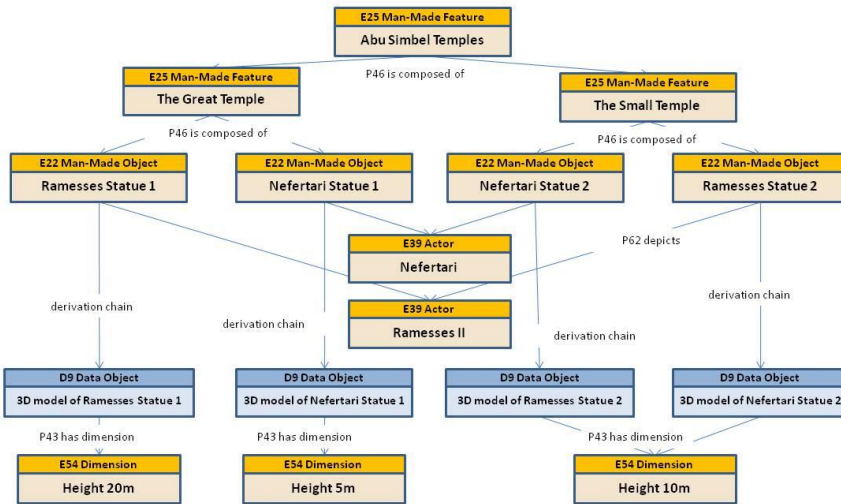 E25 Man-Made Feature
Abu Simbel Temples
P46 is composed of
E25 Man-Made Feature
The Great Temple
E25 Man-Made Feature
The Small Temple
P46 is composed of
P46 is composed of
E22 Man-Made Object
Ramesses Statue 1
E22 Man-Made Object
Nefertari Statue 1
E22 Man-Made Object
Nefertari Statue 2
E22 Man-Made Object
Ramesses Statue 2
E39 Actor
Nefertari
P62 depicts
E39 Actor
Ramesses II
derivation chain
derivation chain
derivation chain
derivation chain
D9 Data Object
3D model of Ramesses Statue 1
D9 Data Object
3D model of Nefertari Statue 1
D9 Data Object
3D model of Ramesses Statue 2
D9 Data Object
3D model of Nefertari Statue 2
P43 has dimension
P43 has dimension
P43 has dimension
E54 Dimension
Height 20m
E54 Dimension
Height 5m
E54 Dimension
Height 10m